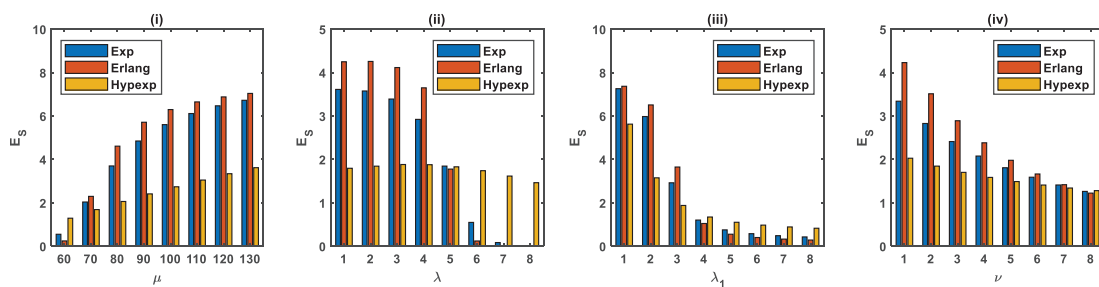 (i)
10
8
6
4
2
0
E_S
Exp
Erlang
Hypexp
60 70 80 90 100 110 120 130
μ
(ii)
5
4
3
2
1
0
E_S
Exp
Erlang
Hypexp
1 2 3 4 5 6 7 8
λ
(iii)
10
8
6
4
2
0
E_S
Exp
Erlang
Hypexp
1 2 3 4 5 6 7 8
λ_1
(iv)
5
4
3
2
1
0
E_S
Exp
Erlang
Hypexp
1 2 3 4 5 6 7 8
ν